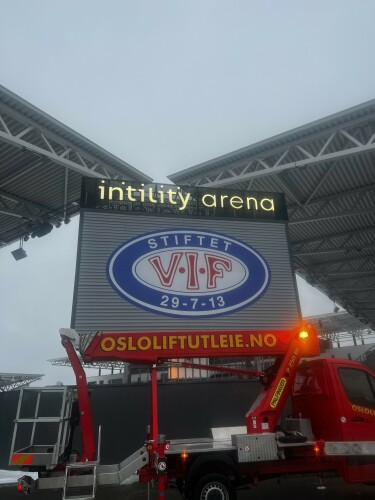 intility arena
STIFTET
V·I·F
29-7-13
OSLOLIFTUTLEIE.NO